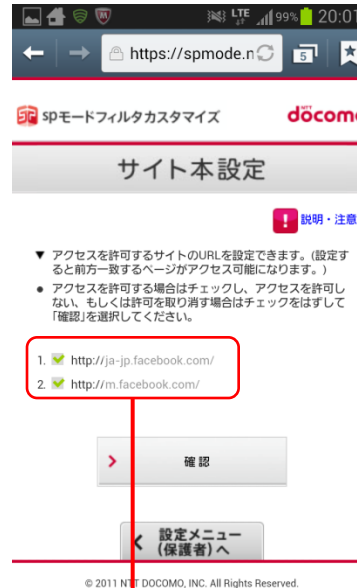 LTE 99% 20:01
https://spmode.n 5
spモードフィルタカスタマイズ
NTT
döcomo
サイト本設定
! 説明・注意
▼ アクセスを許可するサイトのURLを設定できます。(設定す
ると前方一致するページがアクセス可能になります。)
● アクセスを許可する場合はチェックし、アクセスを許可し
ない、もしくは許可を取り消す場合はチェックをはずして
「確認」を選択してください。
1. http://ja-jp.facebook.com/
2. http://m.facebook.com/
確認
設定メニュー
(保護者)へ
© 2011 NTT DOCOMO, INC. All Rights Reserved.